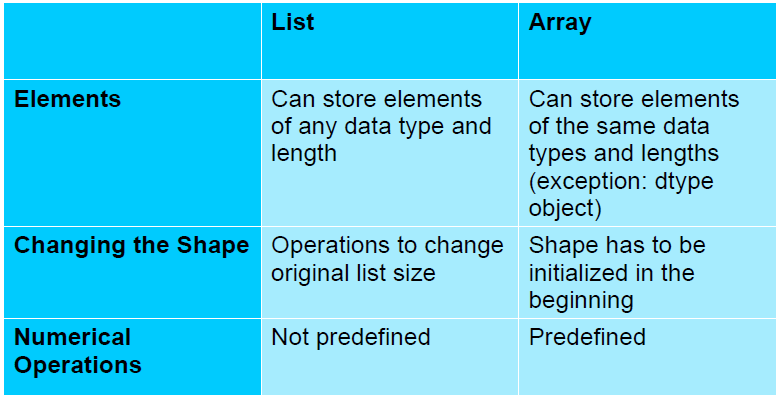 List
Array
Elements
Can store elements
of any data type and
length
Can store elements
of the same data
types and lengths
(exception: dtype
object)
Changing the Shape
Operations to change
original list size
Shape has to be
initialized in the
beginning
Numerical
Operations
Not predefined
Predefined